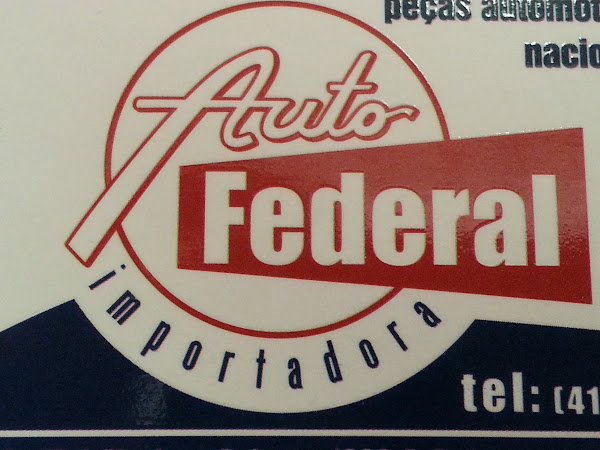 peças automot
nacio
Auto
Federal
importadora
tel: (41